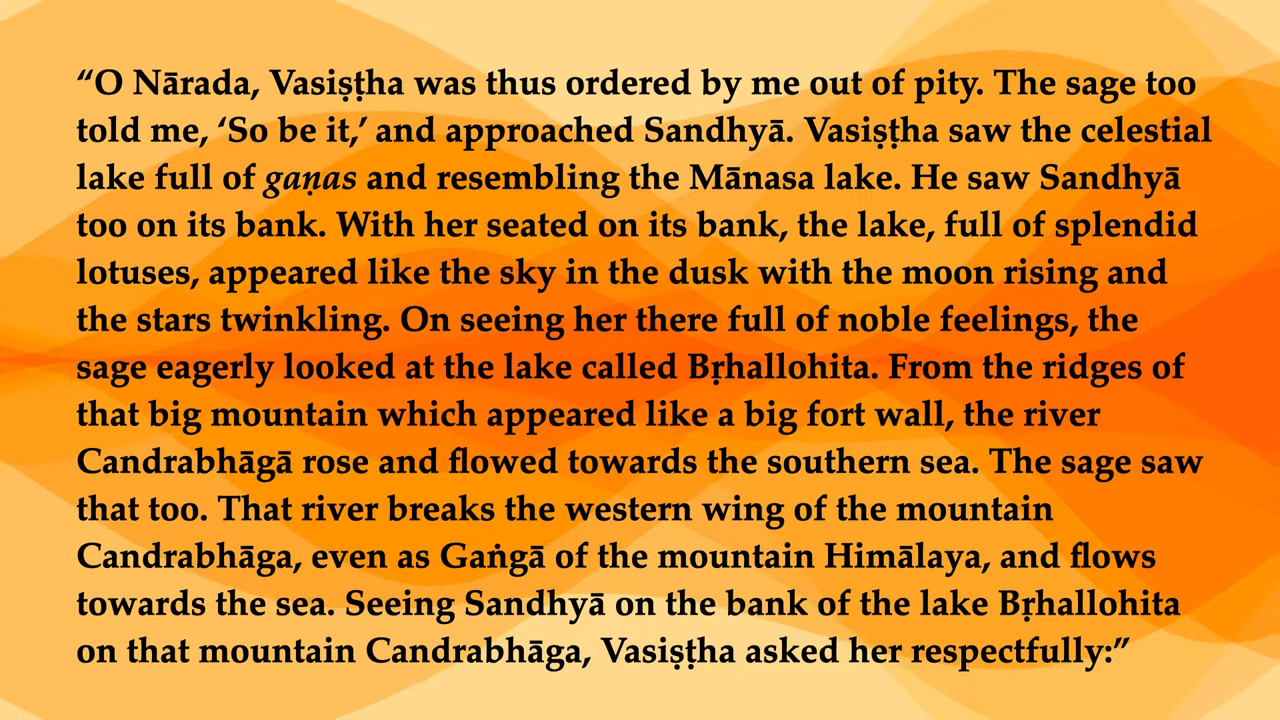 “O Nārada, Vasiṣṭha was thus ordered by me out of pity. The sage too
told me, ‘So be it,’ and approached Sandhyā. Vasiṣṭha saw the celestial
lake full of gaṇas and resembling the Mānasa lake. He saw Sandhyā
too on its bank. With her seated on its bank, the lake, full of splendid
lotuses, appeared like the sky in the dusk with the moon rising and
the stars twinkling. On seeing her there full of noble feelings, the
sage eagerly looked at the lake called Bṛhallohita. From the ridges of
that big mountain which appeared like a big fort wall, the river
Candrabhāgā rose and flowed towards the southern sea. The sage saw
that too. That river breaks the western wing of the mountain
Candrabhāga, even as Gaṅgā of the mountain Himālaya, and flows
towards the sea. Seeing Sandhyā on the bank of the lake Bṛhallohita
on that mountain Candrabhāga, Vasiṣṭha asked her respectfully:”